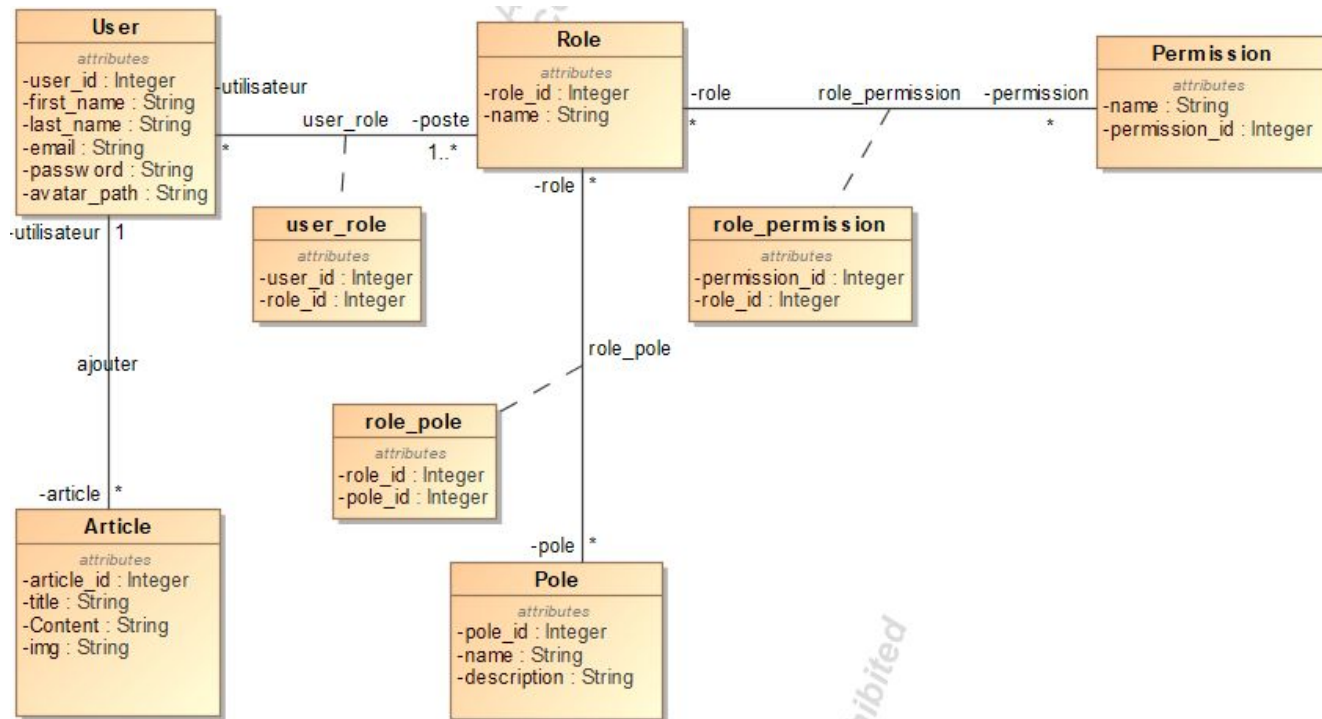 User
attributes
-user_id : Integer
-first_name : String
-last_name : String
-email : String
-password : String
-avatar_path : String
-utilisateur
*
user_role
-poste
1..*
Role
attributes
-role_id : Integer
-name : String
-role
*
role_permission
-permission
*
Permission
attributes
-name : String
-permission_id : Integer
user_role
attributes
-user_id : Integer
-role_id : Integer
role_permission
attributes
-permission_id : Integer
-role_id : Integer
-utilisateur
1
ajouter
-article
*
-role
*
role_pole
-pole
*
role_pole
attributes
-role_id : Integer
-pole_id : Integer
Article
attributes
-article_id : Integer
-title : String
-Content : String
-img : String
Pole
attributes
-pole_id : Integer
-name : String
-description : String